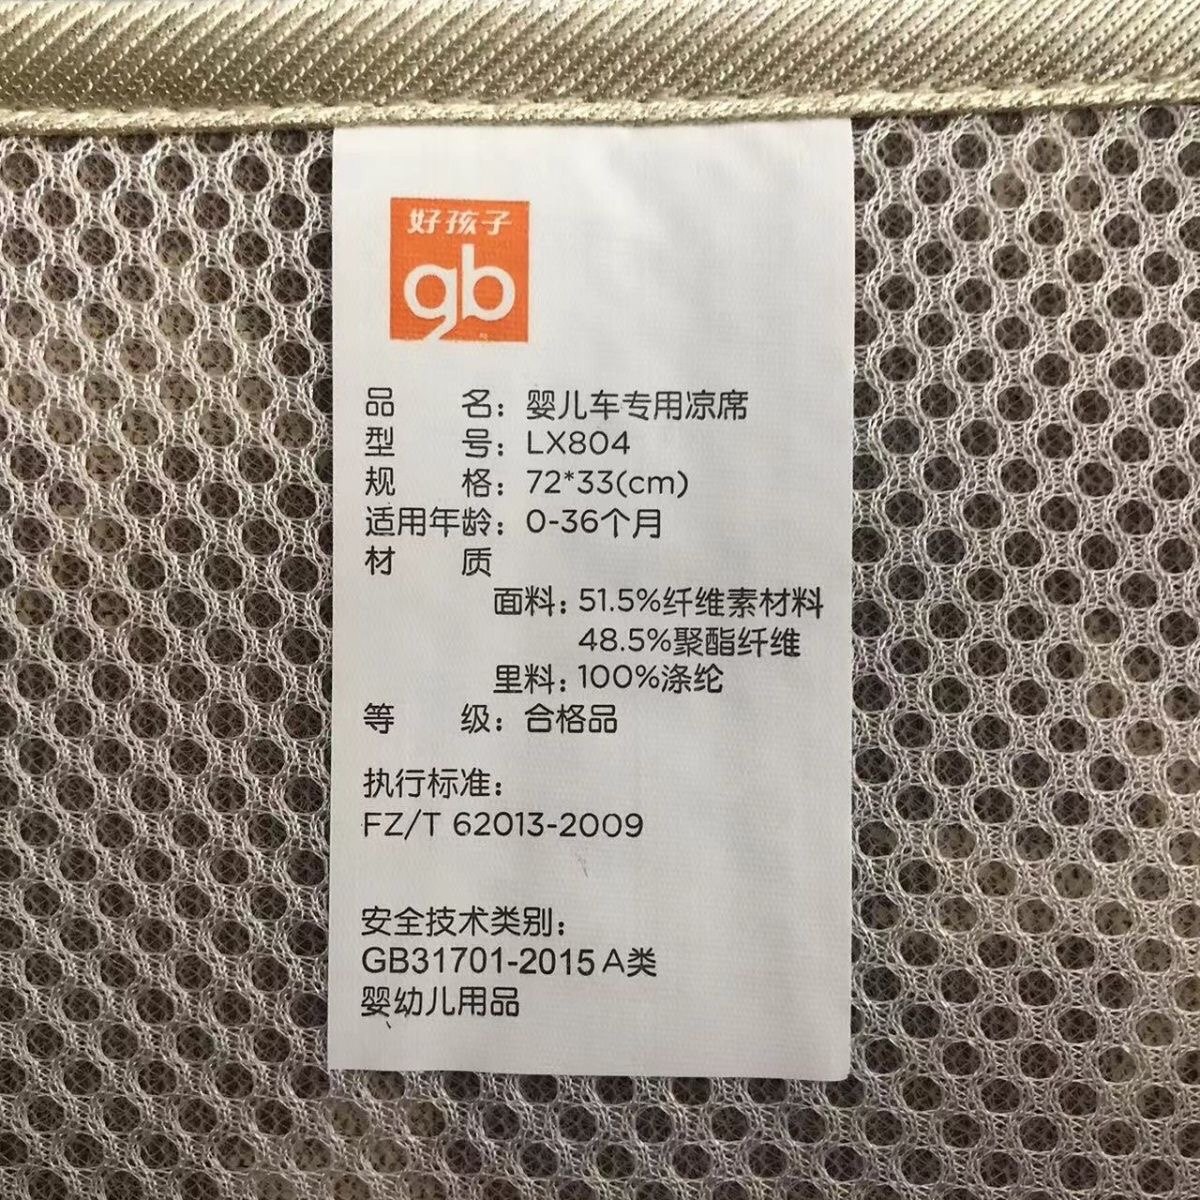 好孩子
gb
品 名：婴儿车专用凉席
型 号：LX804
规 格：72*33(cm)
适用年龄：0-36个月
材 质
面料：51.5%纤维素材料
48.5%聚酯纤维
里料：100%涤纶
等 级：合格品
执行标准：
FZ/T 62013-2009
安全技术类别：
GB31701-2015 A类
婴幼儿用品